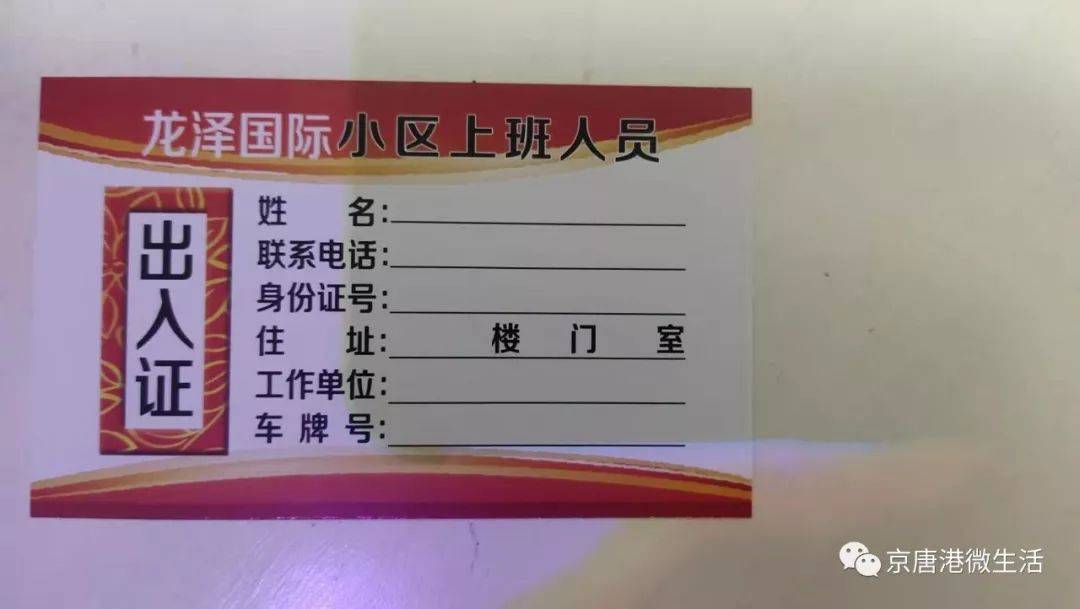 龙泽国际小区上班人员
出入证
姓 名：
联系电话：
身份证号：
住 址： 楼 门 室
工作单位：
车 牌 号：
京唐港微生活